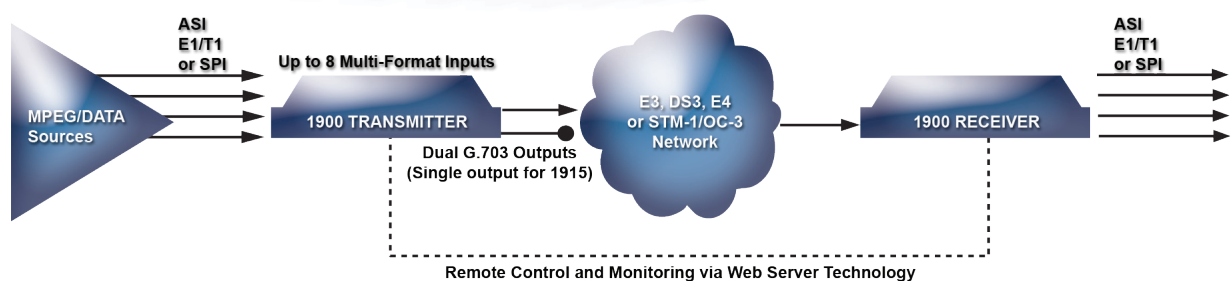 ASI
E1/T1
or SPI
Up to 8 Multi-Format Inputs
MPEG/DATA
Sources
1900 TRANSMITTER
Dual G.703 Outputs
(Single output for 1915)
E3, DS3, E4
or STM-1/OC-3
Network
1900 RECEIVER
ASI
E1/T1
or SPI
Remote Control and Monitoring via Web Server Technology